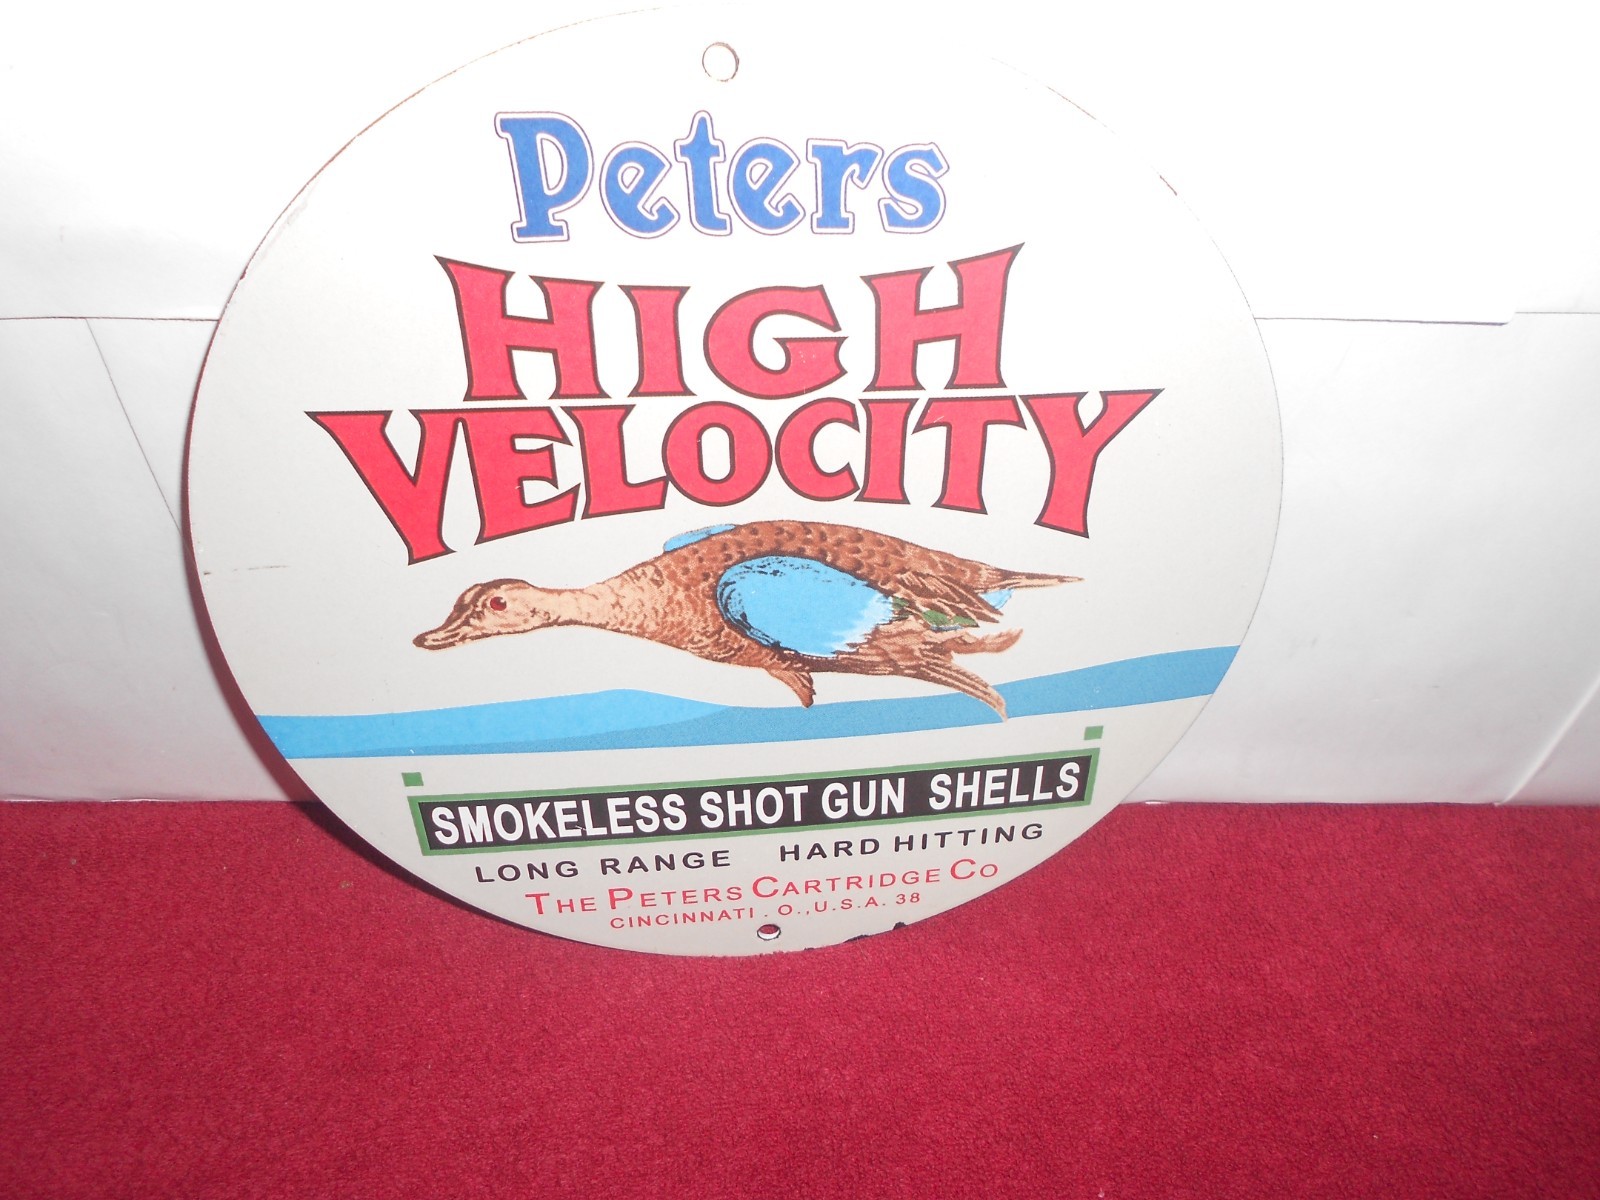 Peters
HIGH
VELOCITY
SMOKELESS SHOT GUN SHELLS
LONG RANGE HARD HITTING
THE PETERS CARTRIDGE CO
CINCINNATI . O., U.S.A. 38